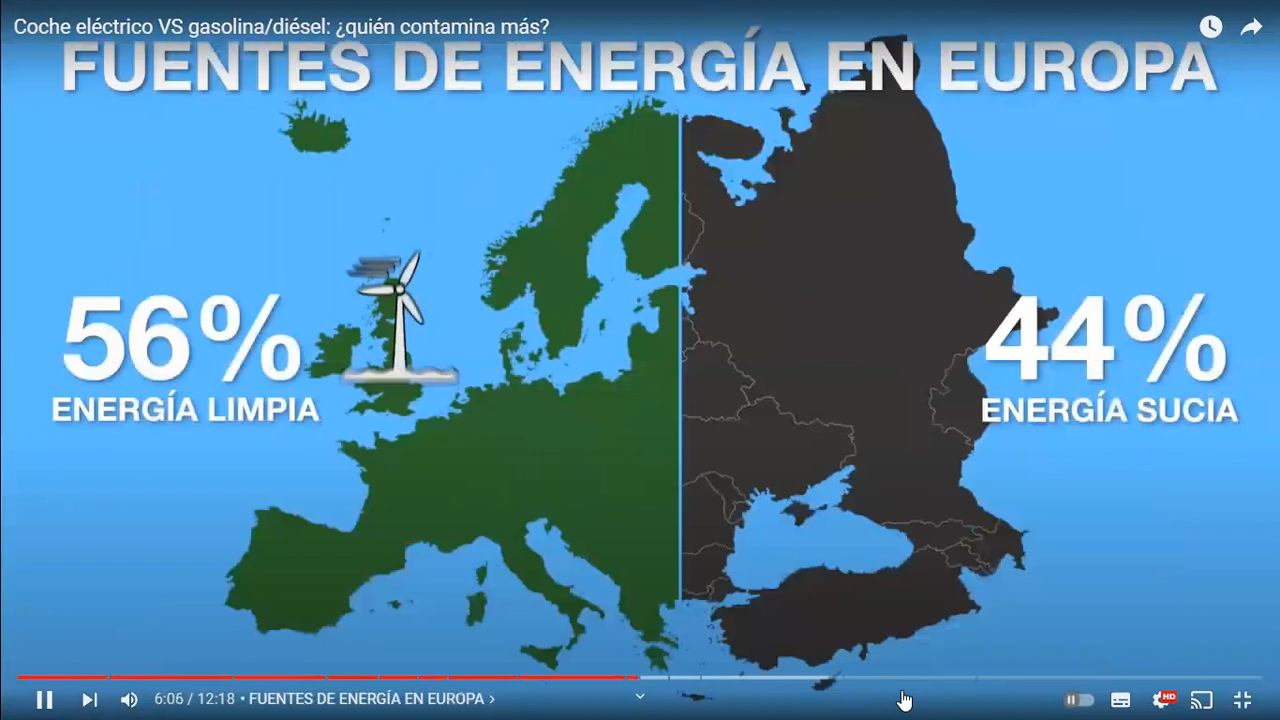 Coche eléctrico VS gasolina/diésel: ¿quién contamina más?
FUENTES DE ENERGÍA EN EUROPA
56%
ENERGÍA LIMPIA
44%
ENERGÍA SUCIA
6:06 / 12:18 • FUENTES DE ENERGÍA EN EUROPA
HD